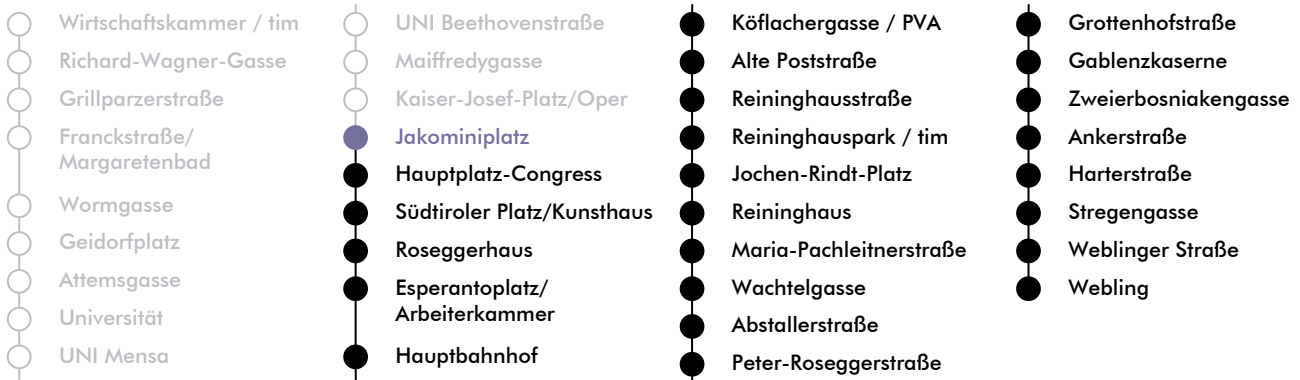 Wirtschaftskammer / tim
Richard-Wagner-Gasse
Grillparzerstraße
Franckstraße/
Margaretenbad
Wormgasse
Geidorfplatz
Attemsgasse
Universität
UNI Mensa
UNI Beethovenstraße
Maiffredygasse
Kaiser-Josef-Platz/Oper
Jakominiplatz
Hauptplatz-Congress
Südtiroler Platz/Kunsthaus
Roseggerhaus
Esperantoplatz/
Arbeiterkammer
Hauptbahnhof
Köflachergasse / PVA
Alte Poststraße
Reininghausstraße
Reininghauspark / tim
Jochen-Rindt-Platz
Reininghaus
Maria-Pachleitnerstraße
Wachtelgasse
Abstallerstraße
Peter-Roseggerstraße
Grottenhofstraße
Gablenzkaserne
Zweierbosniakengasse
Ankerstraße
Harterstraße
Stregengasse
Weblinger Straße
Webling